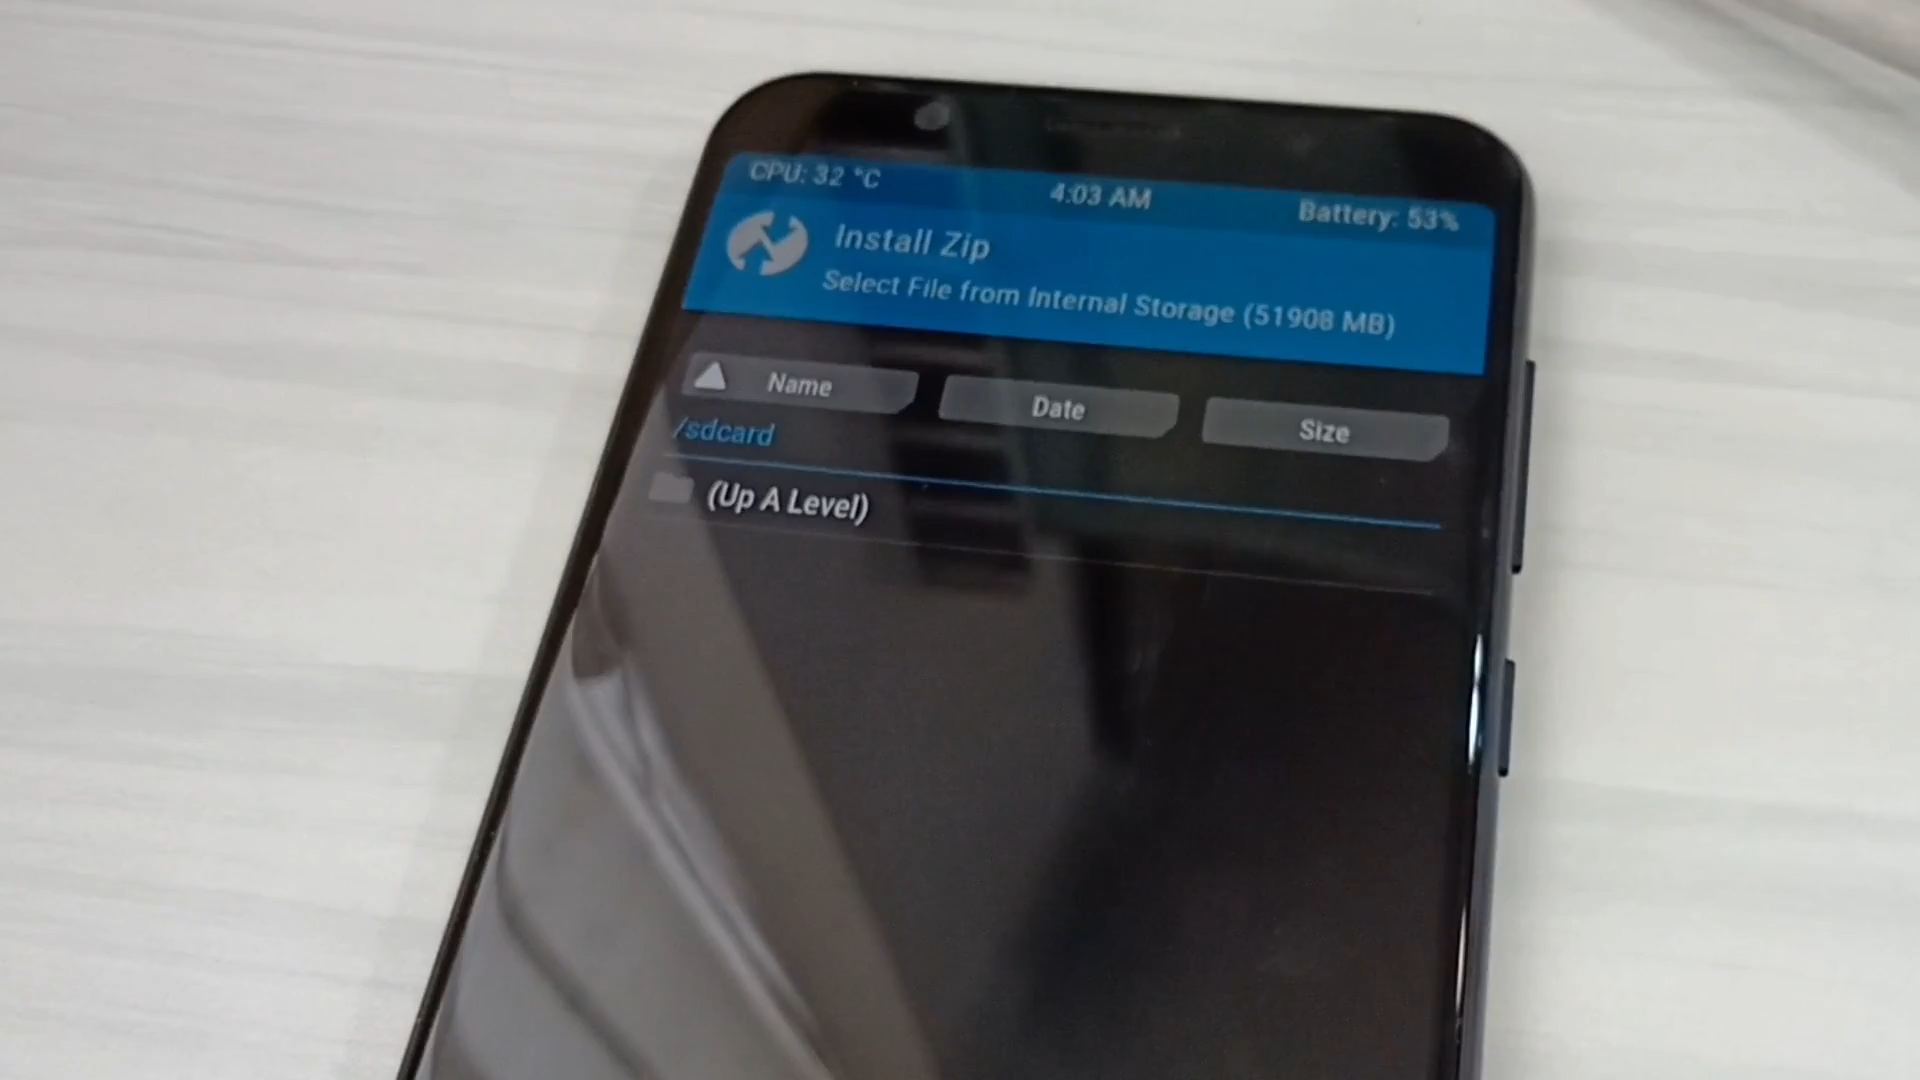 CPU: 32 °C
4:03 AM
Battery: 53%
Install Zip
Select File from Internal Storage (51908 MB)
Name
Date
Size
/sdcard
(Up A Level)